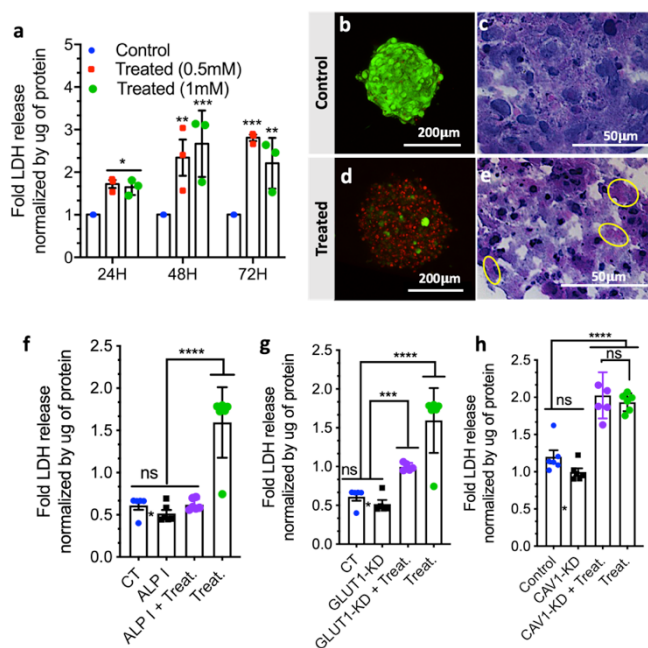 a
Fold LDH release
normalized by ug of protein
5
4
3
2
1
0
Control
Treated (0.5mM)
Treated (1mM)
*
**
***
***
**
24H
48H
72H
Control
Treated
b
200μm
c
50μm
d
200μm
e
50μm
f
Fold LDH release
normalized by ug of protein
2.5
2.0
1.5
1.0
0.5
0.0
****
ns
*
CT
ALP I
ALP I + Treat.
Treat.
g
Fold LDH release
normalized by ug of protein
2.5
2.0
1.5
1.0
0.5
0.0
****
***
ns
*
CT
GLUT1-KD
GLUT1-KD + Treat.
Treat.
h
Fold LDH release
normalized by ug of protein
2.5
2.0
1.5
1.0
0.5
0.0
****
ns
ns
*
Control
CAV1-KD
CAV1-KD + Treat.
Treat.